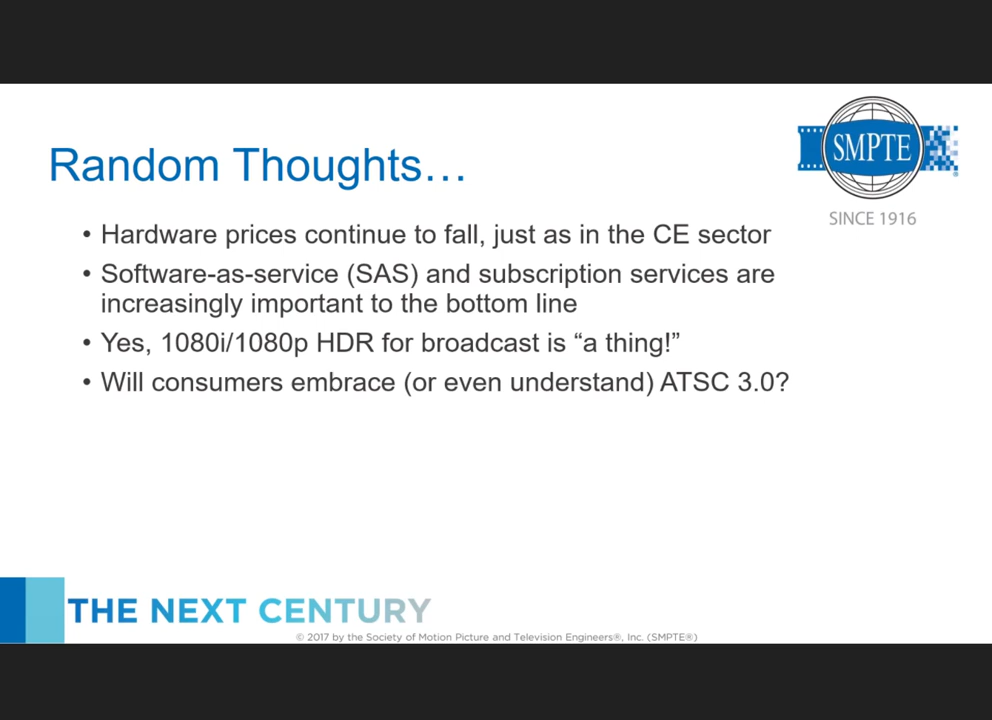 SMPTE
SINCE 1916
Random Thoughts…
• Hardware prices continue to fall, just as in the CE sector
• Software-as-service (SAS) and subscription services are
increasingly important to the bottom line
• Yes, 1080i/1080p HDR for broadcast is “a thing!”
• Will consumers embrace (or even understand) ATSC 3.0?
THE NEXT CENTURY
© 2017 by the Society of Motion Picture and Television Engineers®, Inc. (SMPTE®)